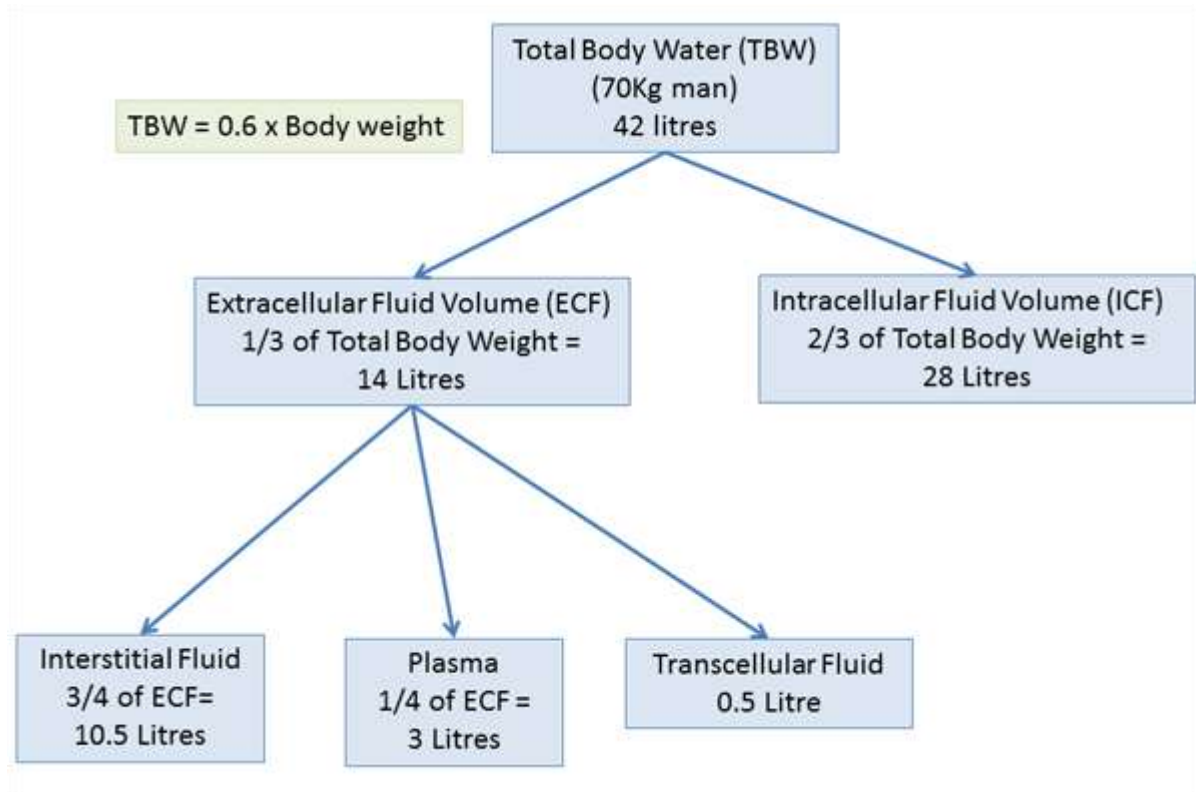 Total Body Water (TBW)
(70Kg man)
42 litres
TBW = 0.6 x Body weight
Extracellular Fluid Volume (ECF)
1/3 of Total Body Weight =
14 Litres
Intracellular Fluid Volume (ICF)
2/3 of Total Body Weight =
28 Litres
Interstitial Fluid
3/4 of ECF=
10.5 Litres
Plasma
1/4 of ECF =
3 Litres
Transcellular Fluid
0.5 Litre